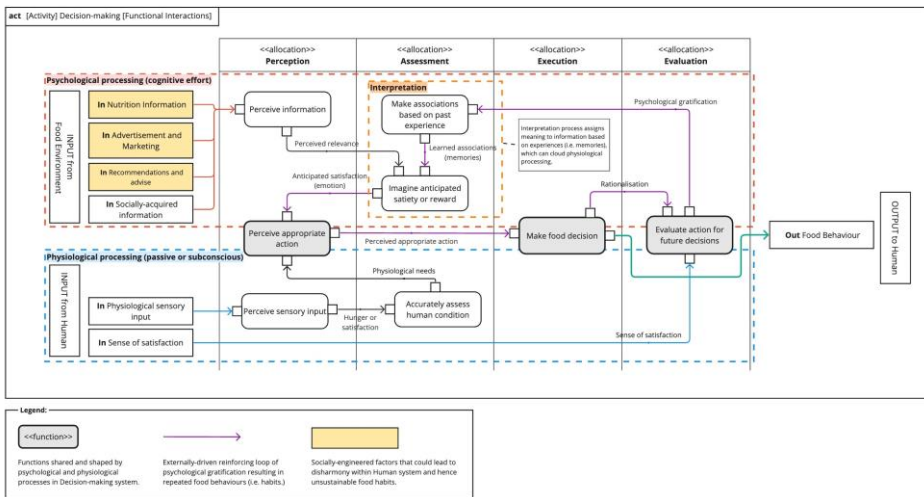 act [Activity] Decision-making [Functional Interactions]
<<allocation>>
Perception
<<allocation>>
Assessment
<<allocation>>
Execution
<<allocation>>
Evaluation
Psychological processing (cognitive effort)
INPUT from
Food Environment
In Nutrition Information
In Advertisement and
Marketing
In Recommendations and
advise
In Socially-acquired
information
Perceive information
Perceived relevance
Interpretation
Make associations
based on past
experience
Learned associations
(memories)
Anticipated satisfaction
(emotion)
Imagine anticipated
satiety or reward
Interpretation process assigns
meaning to information based
on experiences (i.e. memories),
which can cloud physiological
processing.
Psychological gratification
Rationalisation
Perceive appropriate
action
Perceived appropriate action
Make food decision
Evaluate action for
future decisions
Out Food Behaviour
OUTPUT to Human
Physiological processing (passive or subconscious)
INPUT from Human
In Physiological sensory
input
In Sense of satisfaction
Perceive sensory input
Hunger or
satisfaction
Physiological needs
Accurately assess
human condition
Sense of satisfaction
Legend:
<<function>>
Functions shared and shaped by
psychological and physiological
processes in Decision-making system.
Externally-driven reinforcing loop of
psychological gratification resulting in
repeated food behaviours (i.e. habits.)
Socially-engineered factors that could lead to
disharmony within Human system and hence
unsustainable food habits.